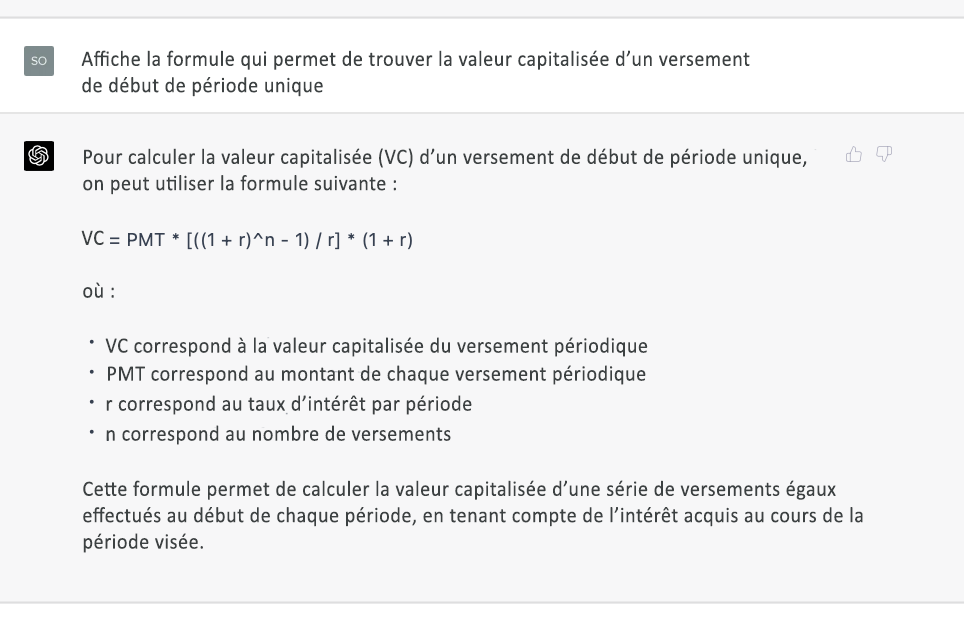 SO
Affiche la formule qui permet de trouver la valeur capitalisée d’un versement
de début de période unique
Pour calculer la valeur capitalisée (VC) d’un versement de début de période unique,
on peut utiliser la formule suivante :
VC = PMT * [((1 + r)^n - 1) / r] * (1 + r)
où :
• VC correspond à la valeur capitalisée du versement périodique
• PMT correspond au montant de chaque versement périodique
• r correspond au taux d’intérêt par période
• n correspond au nombre de versements
Cette formule permet de calculer la valeur capitalisée d’une série de versements égaux
effectués au début de chaque période, en tenant compte de l’intérêt acquis au cours de la
période visée.